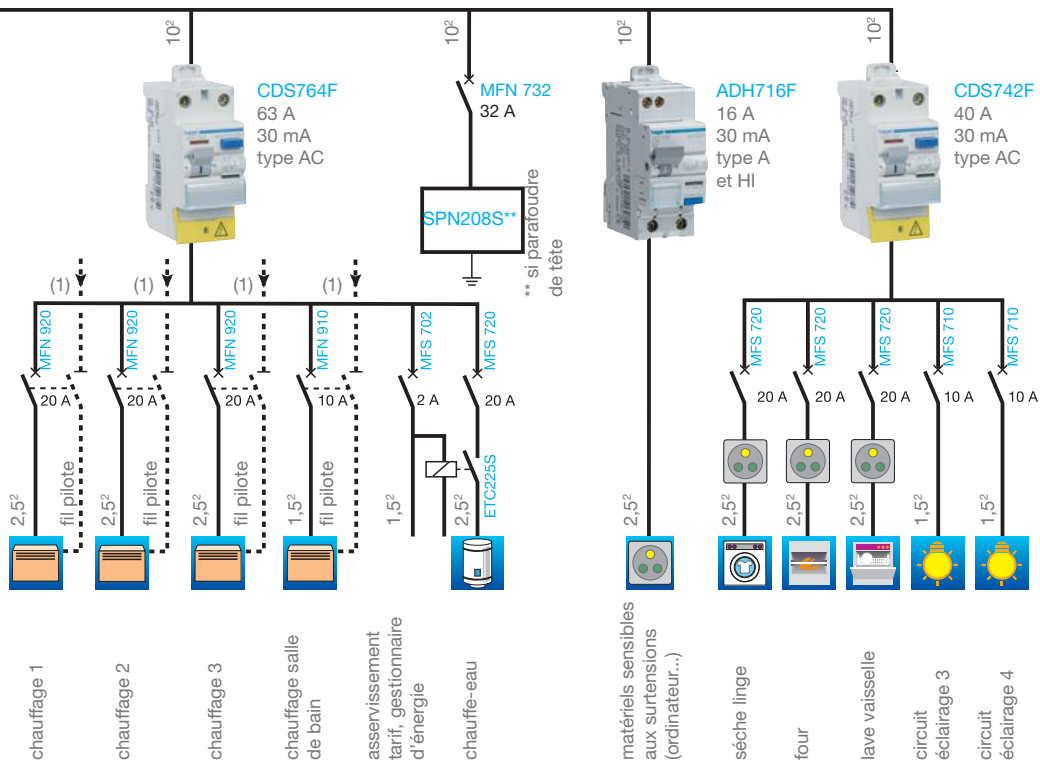 10²
10²
10²
10²
CDS764F
63 A
30 mA
type AC
MFN 732
32 A
SPN208S**
** si parafoudre
de tête
ADH716F
16 A
30 mA
type A
et HI
CDS742F
40 A
30 mA
type AC
(1)
(1)
(1)
(1)
MFN 920
MFN 920
MFN 920
MFN 910
MFS 702
MFS 720
MFS 720
MFS 720
MFS 720
MFS 710
MFS 710
20 A
20 A
20 A
10 A
2 A
20 A
20 A
20 A
20 A
10 A
10 A
ETC225S
2,5²
fil pilote
2,5²
fil pilote
2,5²
fil pilote
1,5²
fil pilote
1,5²
2,5²
2,5²
2,5²
2,5²
2,5²
1,5²
1,5²
chauffage 1
chauffage 2
chauffage 3
chauffage salle
de bain
asservissement
tarif, gestionnaire
d'énergie
chauffe-eau
matériels sensibles
aux surtensions
(ordinateur...)
séche linge
four
lave vaisselle
circuit
éclairage 3
circuit
éclairage 4